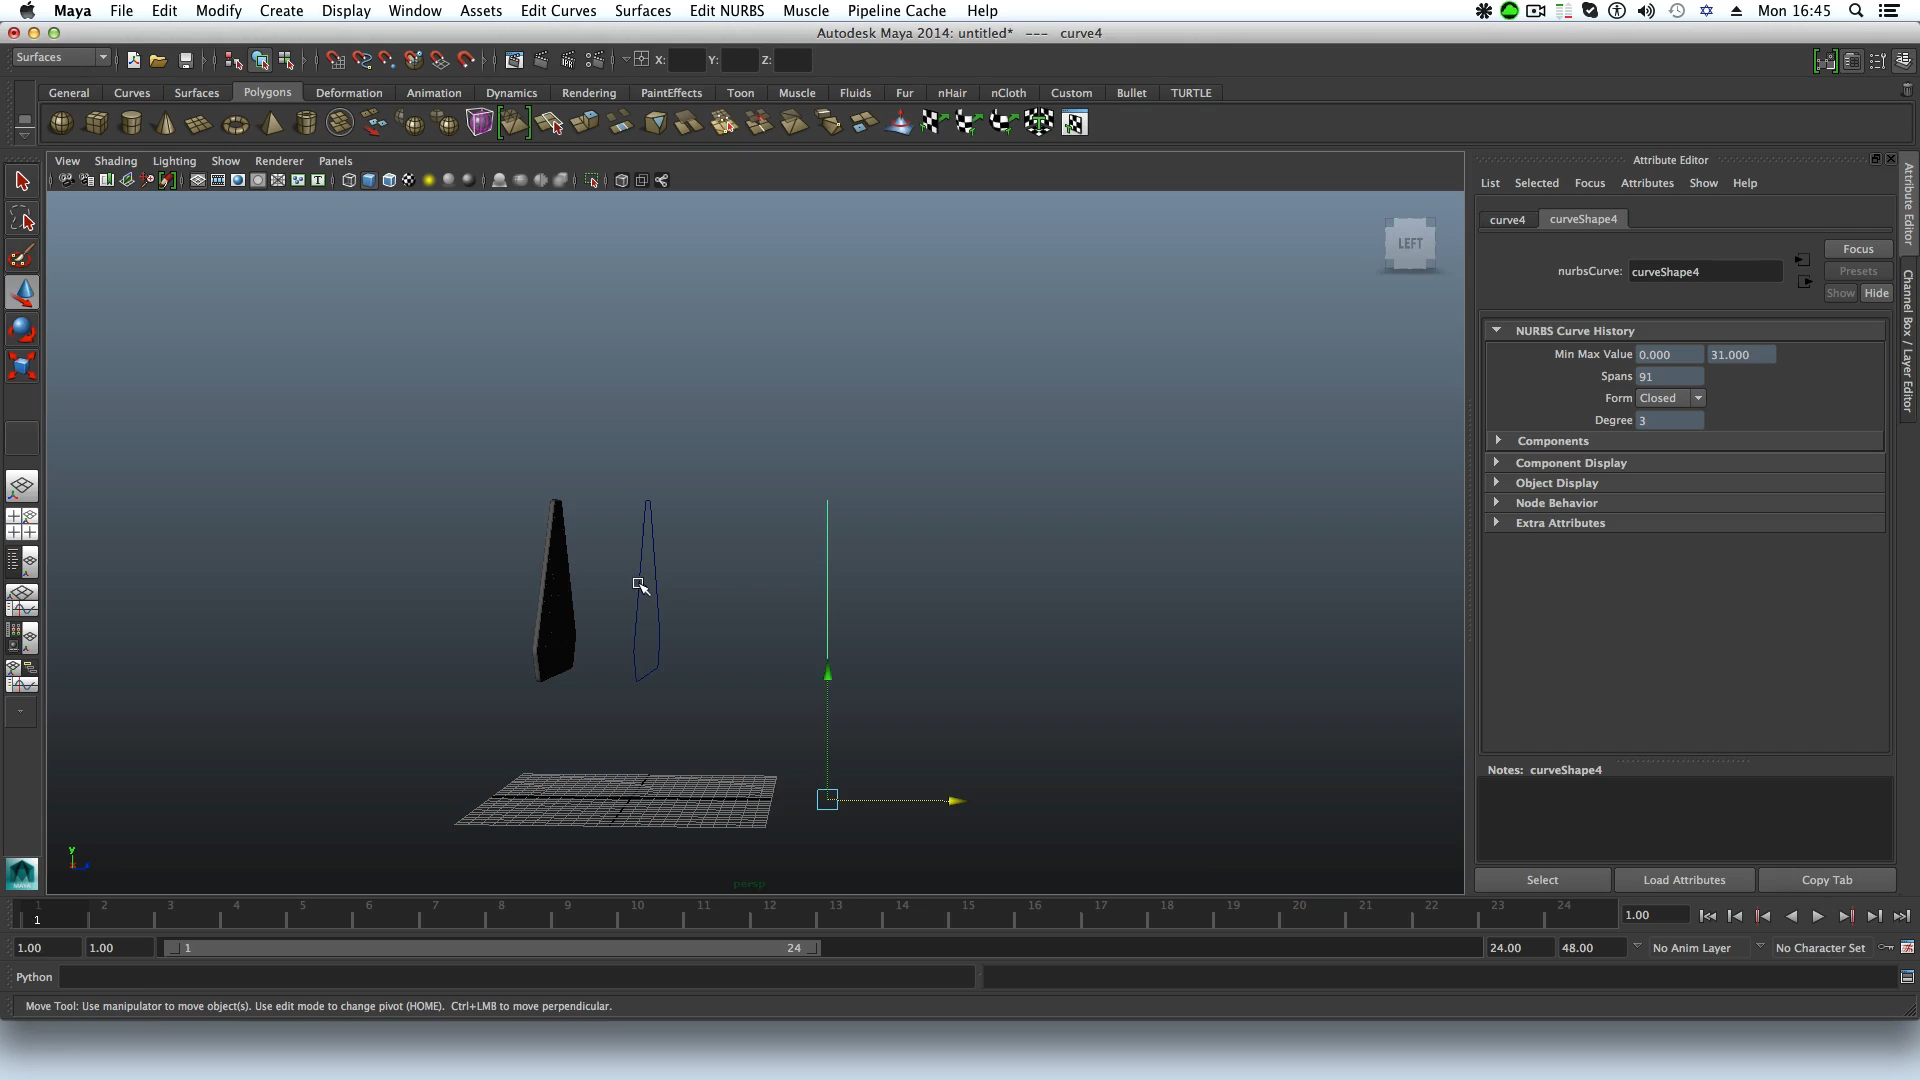 Maya File Edit Modify Create Display Window Assets Edit Curves Surfaces Edit NURBS Muscle Pipeline Cache Help Mon 16:45
Autodesk Maya 2014: untitled* --- curve4
Surfaces X: Y: Z:
General Curves Surfaces Polygons Deformation Animation Dynamics Rendering PaintEffects Toon Muscle Fluids Fur nHair nCloth Custom Bullet TURTLE
View Shading Lighting Show Renderer Panels
LEFT
persp
y
Attribute Editor
List Selected Focus Attributes Show Help
curve4 curveShape4
Focus
nurbsCurve: curveShape4
Presets
Show Hide
NURBS Curve History
Min Max Value 0.000 31.000
Spans 91
Form Closed
Degree 3
Components
Component Display
Object Display
Node Behavior
Extra Attributes
Notes: curveShape4
Select Load Attributes Copy Tab
Attribute Editor
Channel Box / Layer Editor
MAYA
1 2 3 4 5 6 7 8 9 10 11 12 13 14 15 16 17 18 19 20 21 22 23 24
1
1.00
1.00 1.00 1 24 24.00 48.00 No Anim Layer No Character Set
Python
Move Tool: Use manipulator to move object(s). Use edit mode to change pivot (HOME). Ctrl+LMB to move perpendicular.